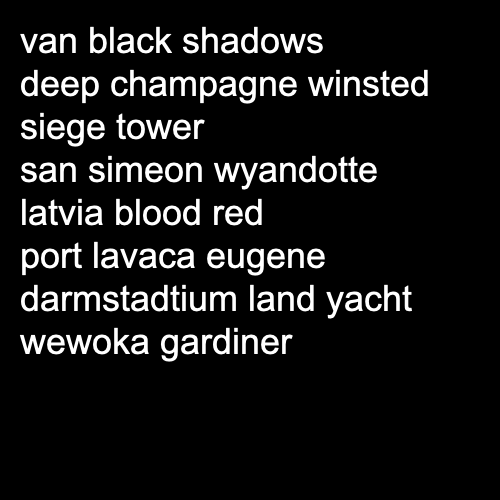 van black shadows
deep champagne winsted
siege tower
san simeon wyandotte
latvia blood red
port lavaca eugene
darmstadtium land yacht
wewoka gardiner